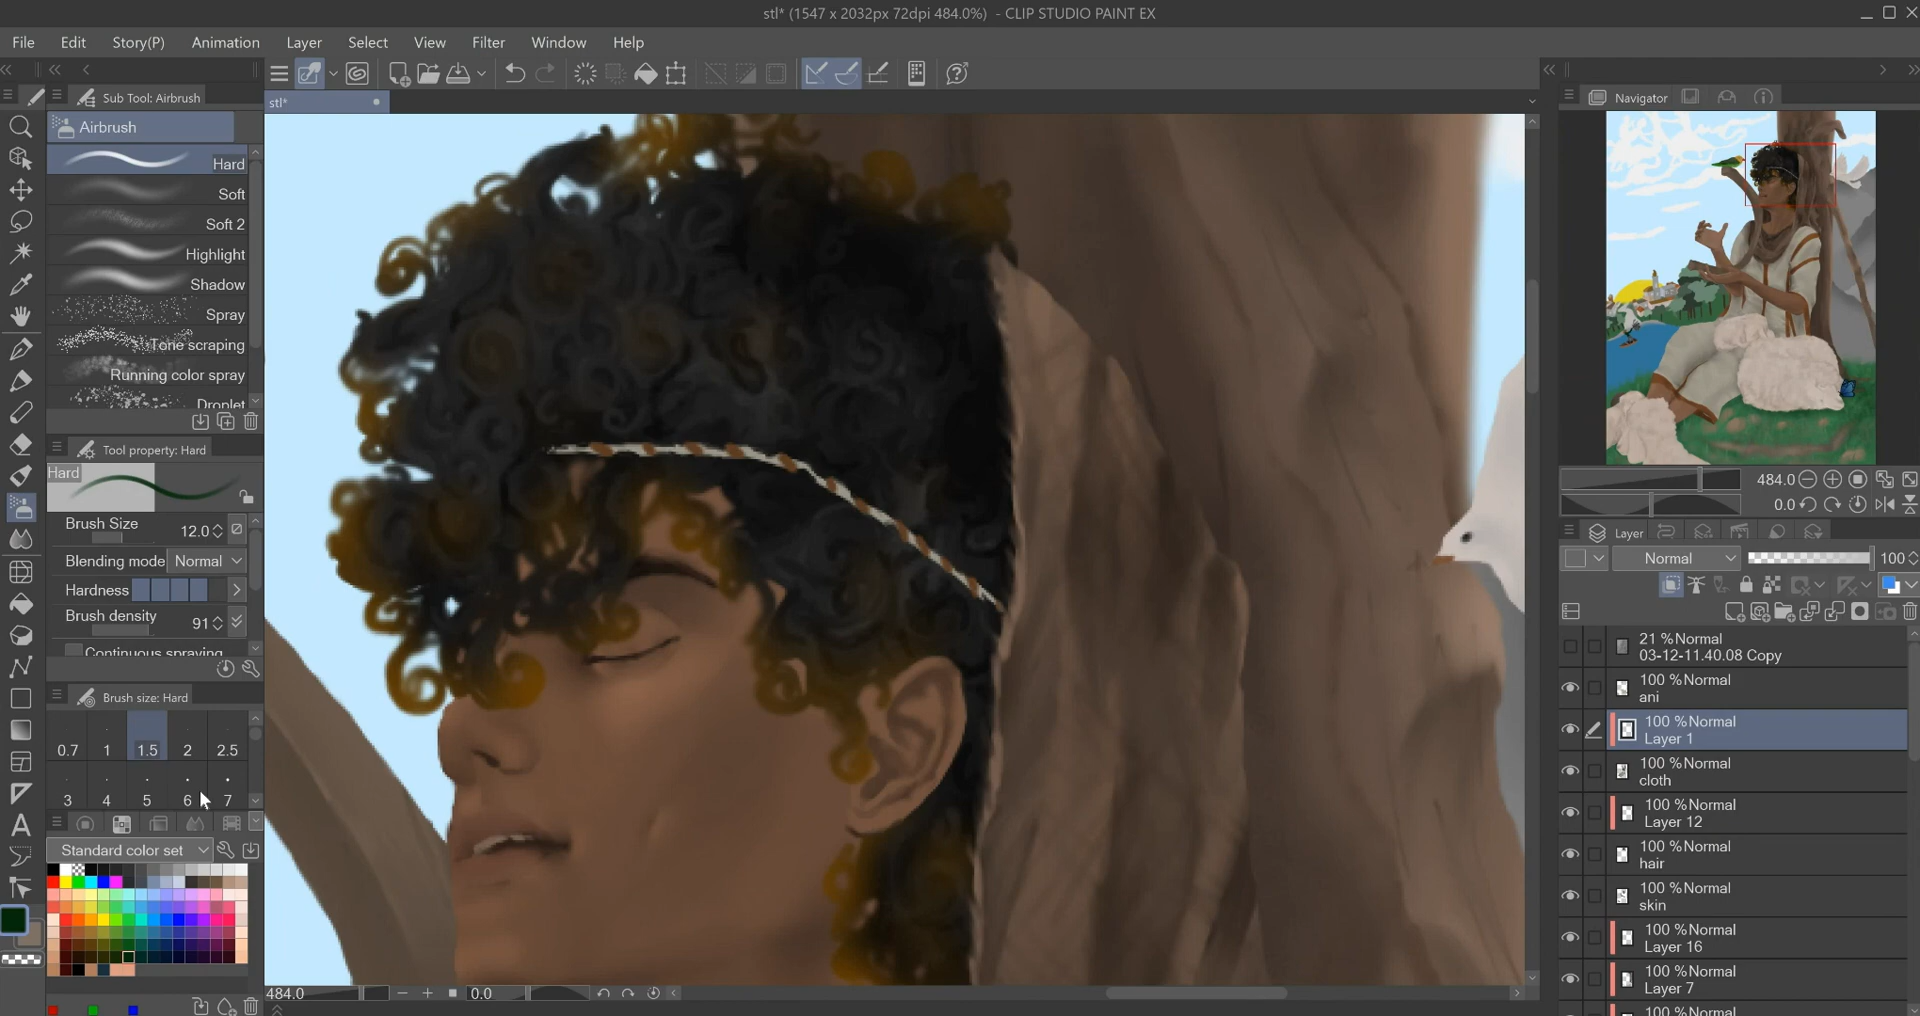 stl* (1547 x 2032px 72dpi 484.0%) - CLIP STUDIO PAINT EX
File Edit Story(P) Animation Layer Select View Filter Window Help
Sub Tool: Airbrush
stl*
Navigator
Airbrush
Hard
Soft
Soft 2
Highlight
Shadow
Spray
Tone scraping
Running color spray
Droplet
Tool property: Hard
Hard
Brush Size 12.0
Blending mode Normal
Hardness
Brush density 91
Continuous spraying
Brush size: Hard
0.7 1 1.5 2 2.5
3 4 5 6 7
Standard color set
484.0 0.0
484.0
0.0
Layer
Normal 100
21 %Normal
03-12-11.40.08 Copy
100 %Normal
ani
100 %Normal
Layer 1
100 %Normal
cloth
100 %Normal
Layer 12
100 %Normal
hair
100 %Normal
skin
100 %Normal
Layer 16
100 %Normal
Layer 7
100 %Normal